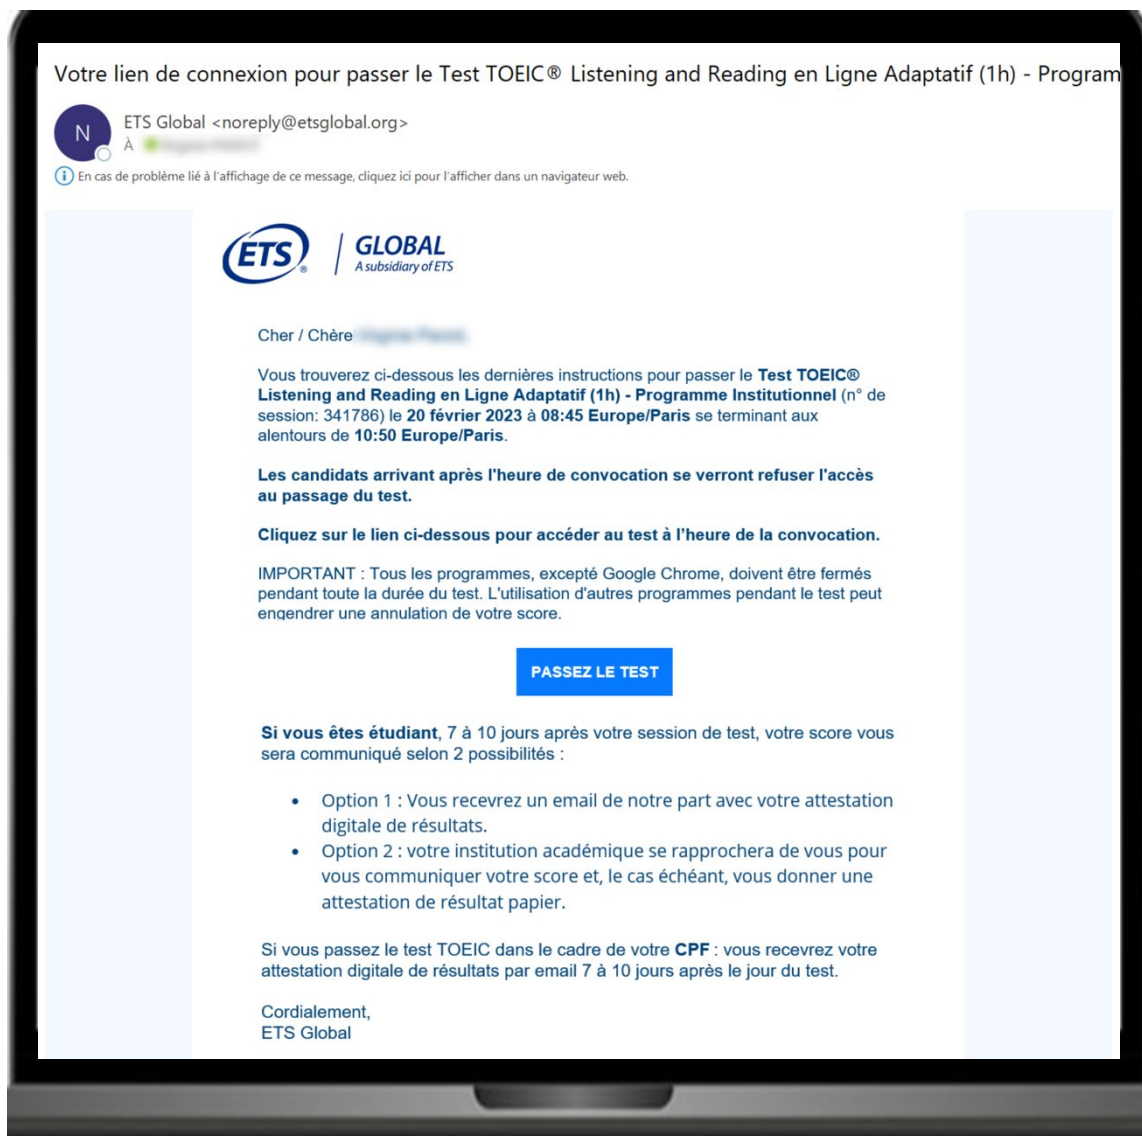 Votre lien de connexion pour passer le Test TOEIC® Listening and Reading en Ligne Adaptatif (1h) - Program
N
ETS Global <noreply@etsglobal.org>
À
En cas de problème lié à l'affichage de ce message, cliquez ici pour l'afficher dans un navigateur web.
ETS® GLOBAL
A subsidiary of ETS
Cher / Chère
Vous trouverez ci-dessous les dernières instructions pour passer le Test TOEIC®
Listening and Reading en Ligne Adaptatif (1h) - Programme Institutionnel (n° de
session: 341786) le 20 février 2023 à 08:45 Europe/Paris se terminant aux
alentours de 10:50 Europe/Paris.
Les candidats arrivant après l'heure de convocation se verront refuser l'accès
au passage du test.
Cliquez sur le lien ci-dessous pour accéder au test à l’heure de la convocation.
IMPORTANT : Tous les programmes, excepté Google Chrome, doivent être fermés
pendant toute la durée du test. L'utilisation d'autres programmes pendant le test peut
engendrer une annulation de votre score.
PASSEZ LE TEST
Si vous êtes étudiant, 7 à 10 jours après votre session de test, votre score vous
sera communiqué selon 2 possibilités :
• Option 1 : Vous recevrez un email de notre part avec votre attestation
digitale de résultats.
• Option 2 : votre institution académique se rapprochera de vous pour
vous communiquer votre score et, le cas échéant, vous donner une
attestation de résultat papier.
Si vous passez le test TOEIC dans le cadre de votre CPF : vous recevrez votre
attestation digitale de résultats par email 7 à 10 jours après le jour du test.
Cordialement,
ETS Global